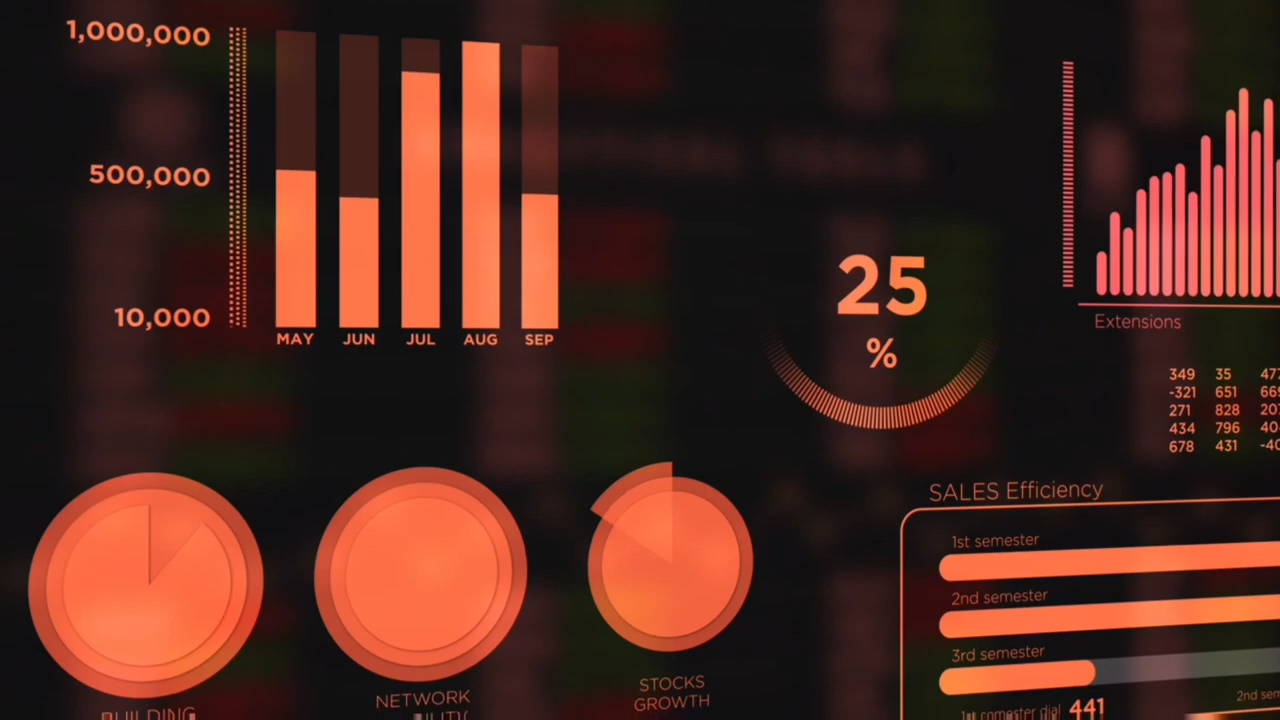 1,000,000
500,000
10,000
MAY JUN JUL AUG SEP
25
%
Extensions
349 35
-321 651
271 828
434 796
678 431
SALES Efficiency
1st semester
2nd semester
3rd semester
441
NETWORK
STOCKS
GROWTH
BUILDING